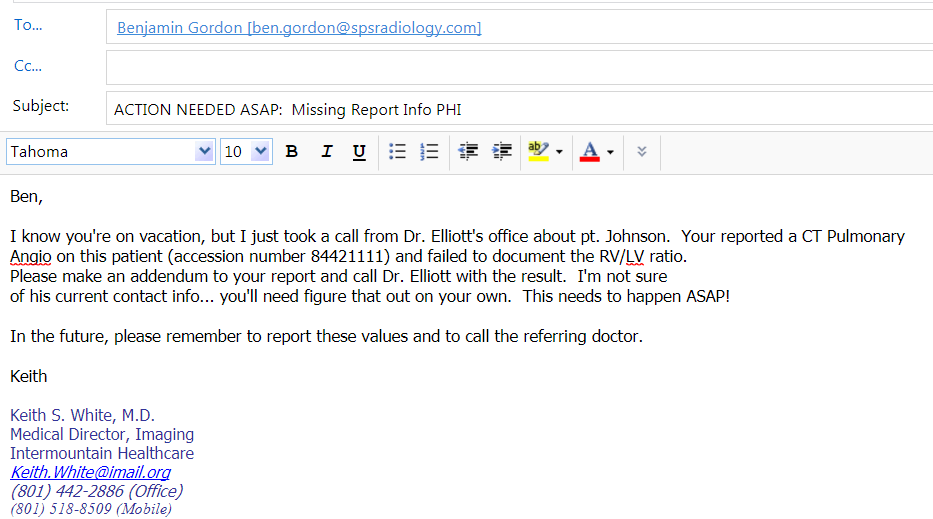 To...
Benjamin Gordon [ben.gordon@spsradiology.com]
Cc...
Subject:
ACTION NEEDED ASAP:  Missing Report Info PHI
Tahoma
10
B I U
ab
A
Ben,
I know you're on vacation, but I just took a call from Dr. Elliott's office about pt. Johnson.  Your reported a CT Pulmonary
Angio on this patient (accession number 84421111) and failed to document the RV/LV ratio.
Please make an addendum to your report and call Dr. Elliott with the result.  I'm not sure
of his current contact info... you'll need figure that out on your own.  This needs to happen ASAP!
In the future, please remember to report these values and to call the referring doctor.
Keith
Keith S. White, M.D.
Medical Director, Imaging
Intermountain Healthcare
Keith.White@imail.org
(801) 442-2886 (Office)
(801) 518-8509 (Mobile)